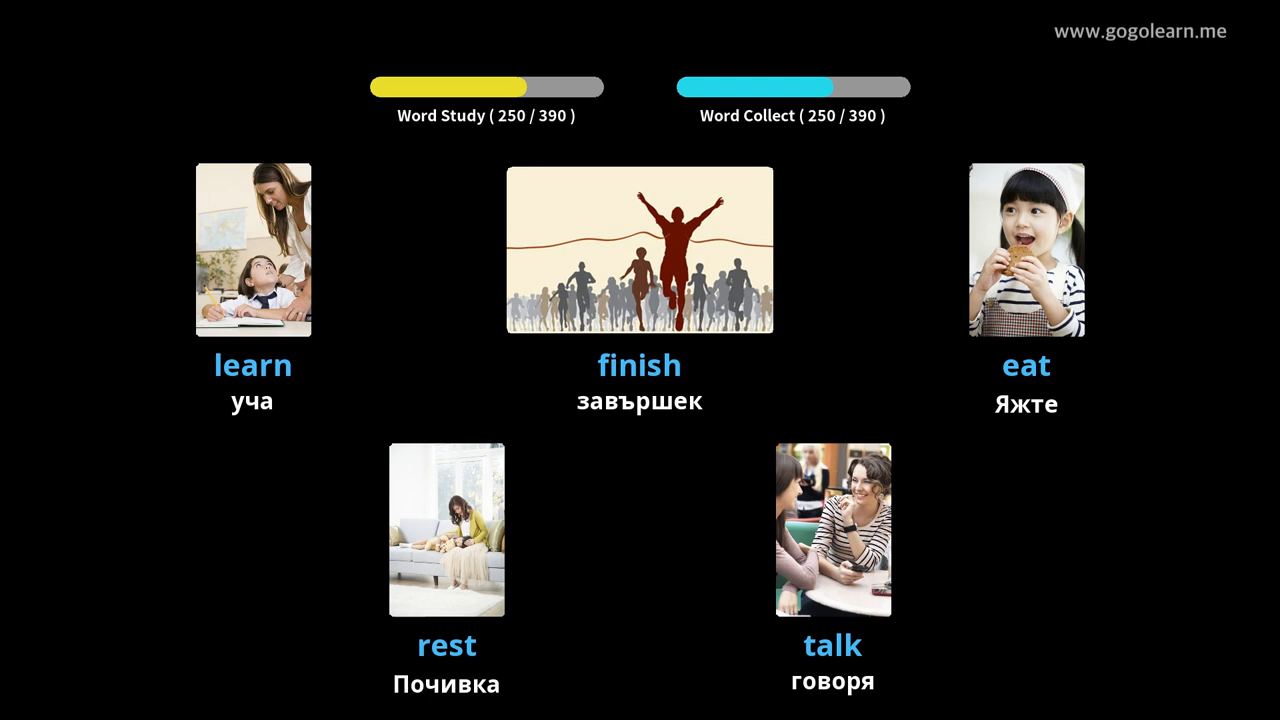 www.gogolearn.me
Word Study ( 250 / 390 )
Word Collect ( 250 / 390 )
learn
уча
finish
завършек
eat
Яжте
rest
Почивка
talk
говоря